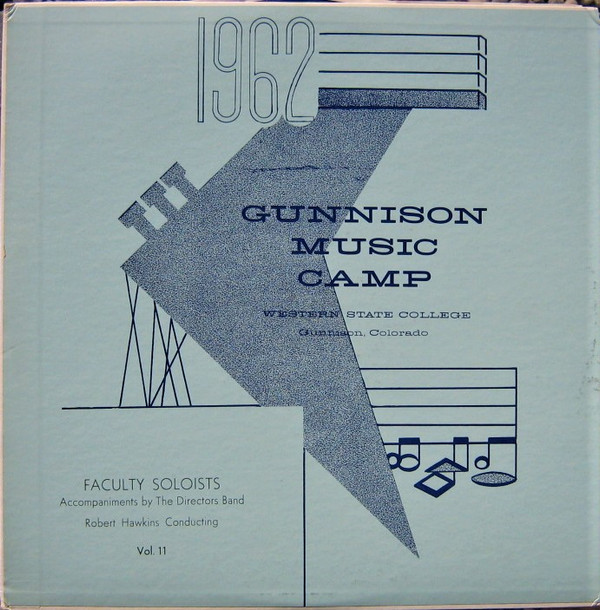 1962
GUNNISON
MUSIC
CAMP
WESTERN STATE COLLEGE
Gunnison, Colorado
FACULTY SOLOISTS
Accompaniments by The Directors Band
Robert Hawkins Conducting
Vol. 11